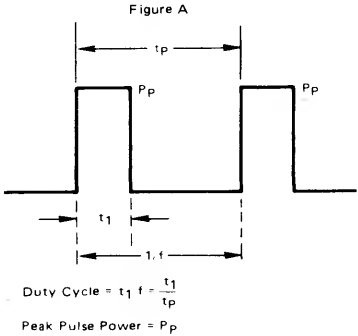 Figure A
tp
Pp
Pp
t1
1/f
Duty Cycle = t1 f = t1/tp
Peak Pulse Power = Pp